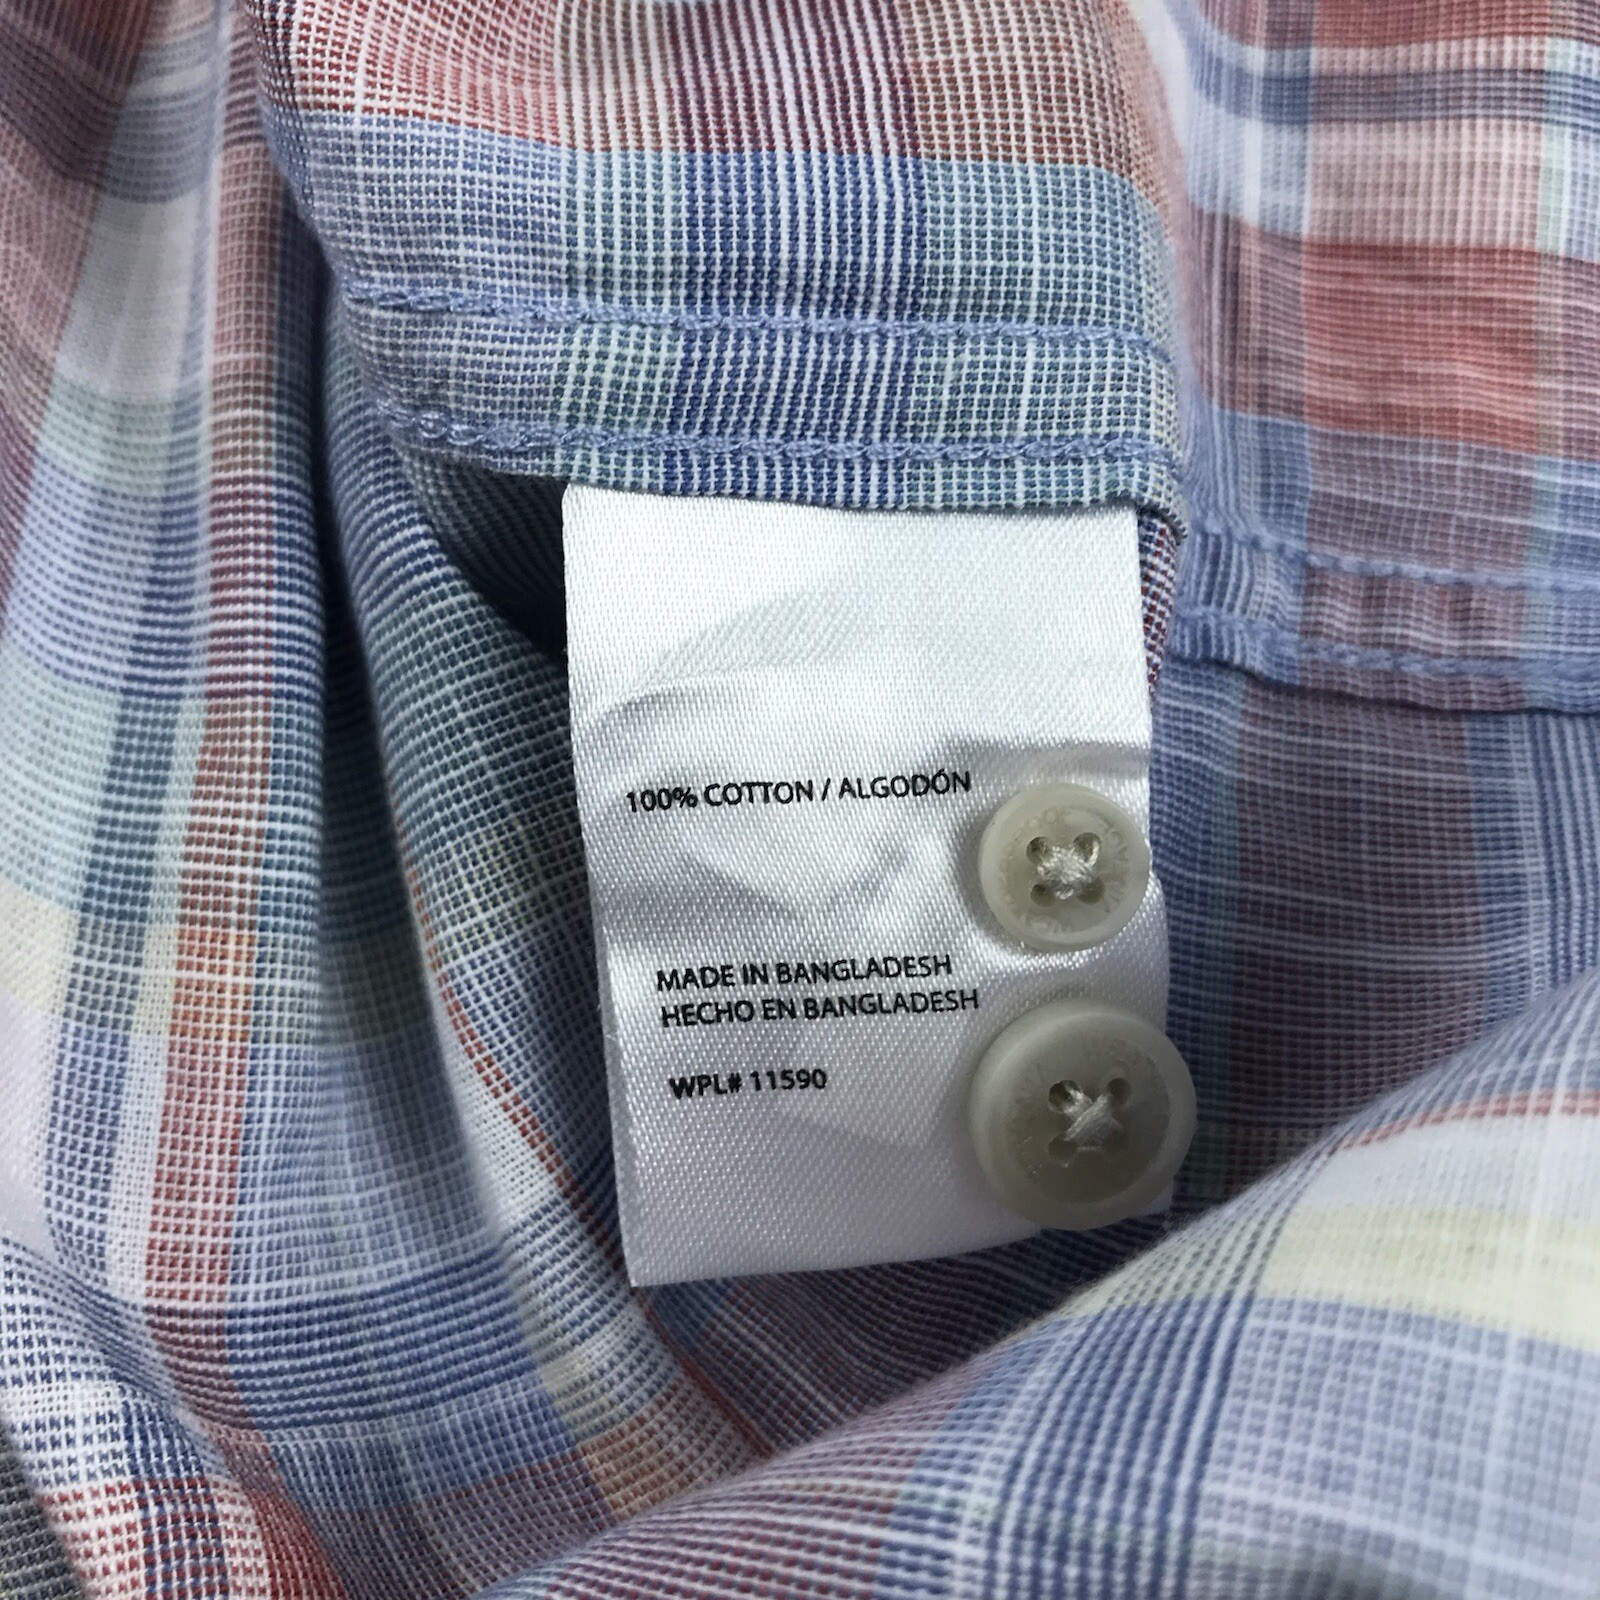 100% COTTON / ALGODÓN
MADE IN BANGLADESH
HECHO EN BANGLADESH
WPL# 11590